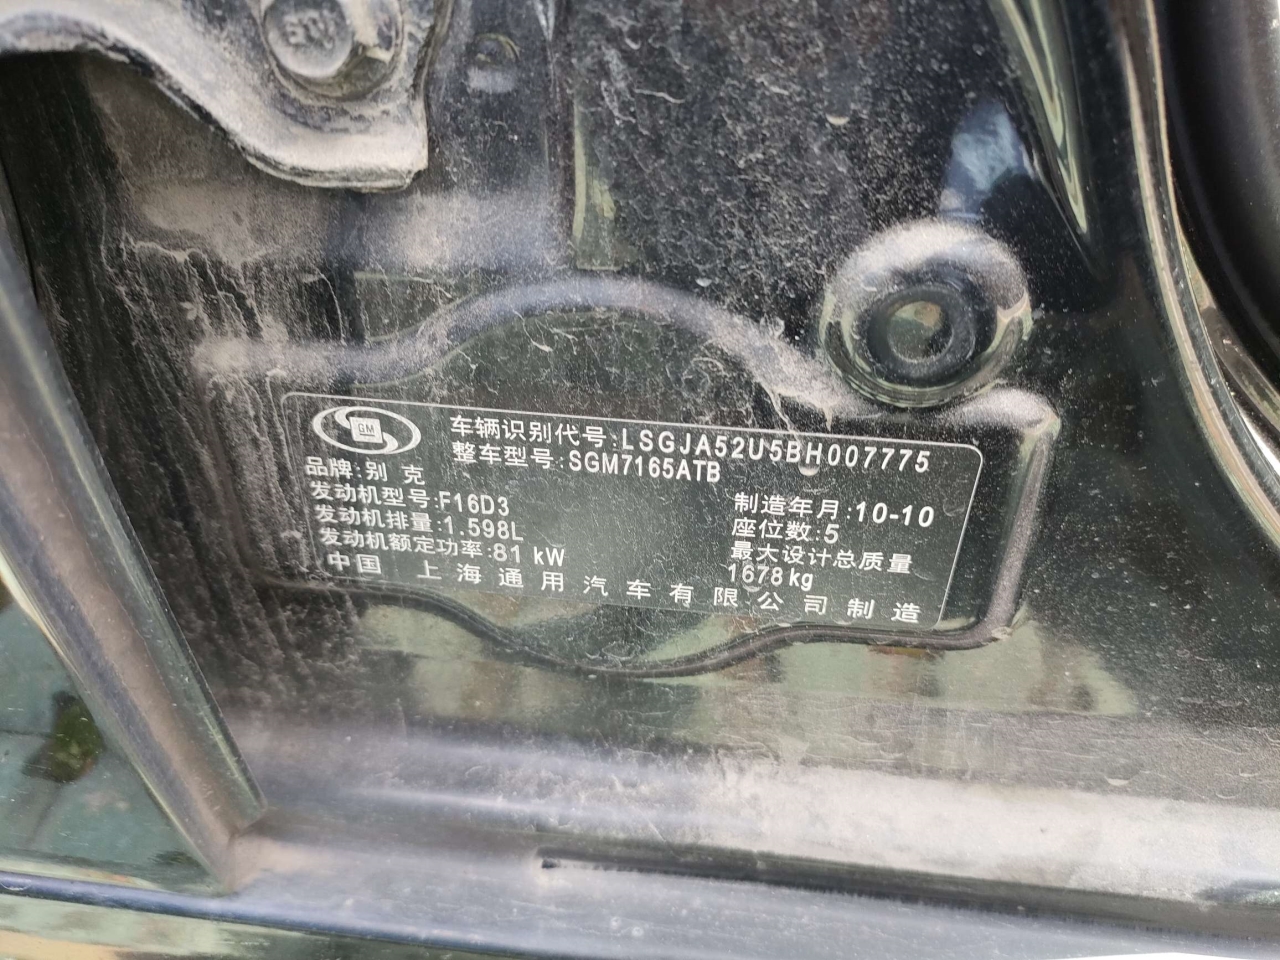 GM
车辆识别代号:LSGJA52U5BH007775
整车型号:SGM7165ATB
品牌:别克
发动机型号:F16D3
制造年月:10-10
发动机排量:1.598L
座位数:5
发动机额定功率:81 kW
最大设计总质量
1678kg
中国 上海通用汽车有限公司制造